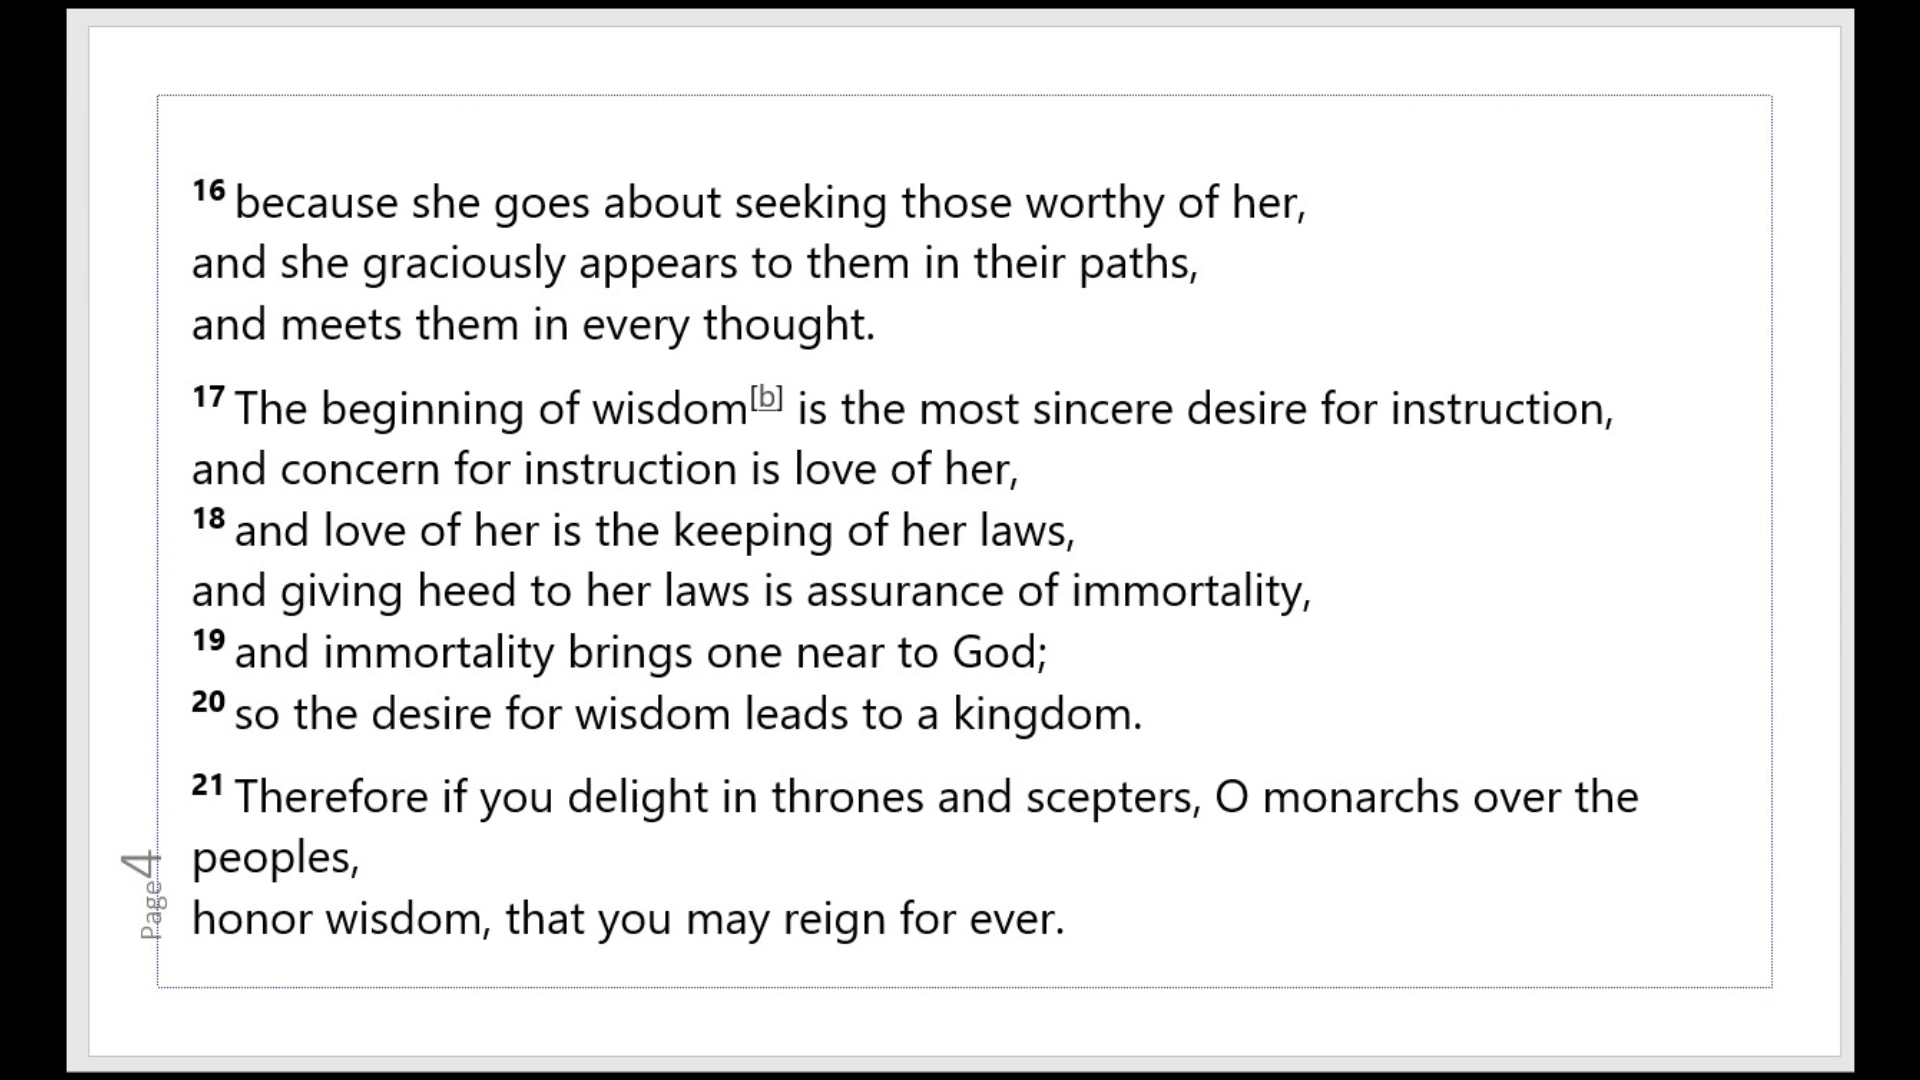 16 because she goes about seeking those worthy of her,
and she graciously appears to them in their paths,
and meets them in every thought.
17 The beginning of wisdom[b] is the most sincere desire for instruction,
and concern for instruction is love of her,
18 and love of her is the keeping of her laws,
and giving heed to her laws is assurance of immortality,
19 and immortality brings one near to God;
20 so the desire for wisdom leads to a kingdom.
21 Therefore if you delight in thrones and scepters, O monarchs over the
peoples,
honor wisdom, that you may reign for ever.
Page4